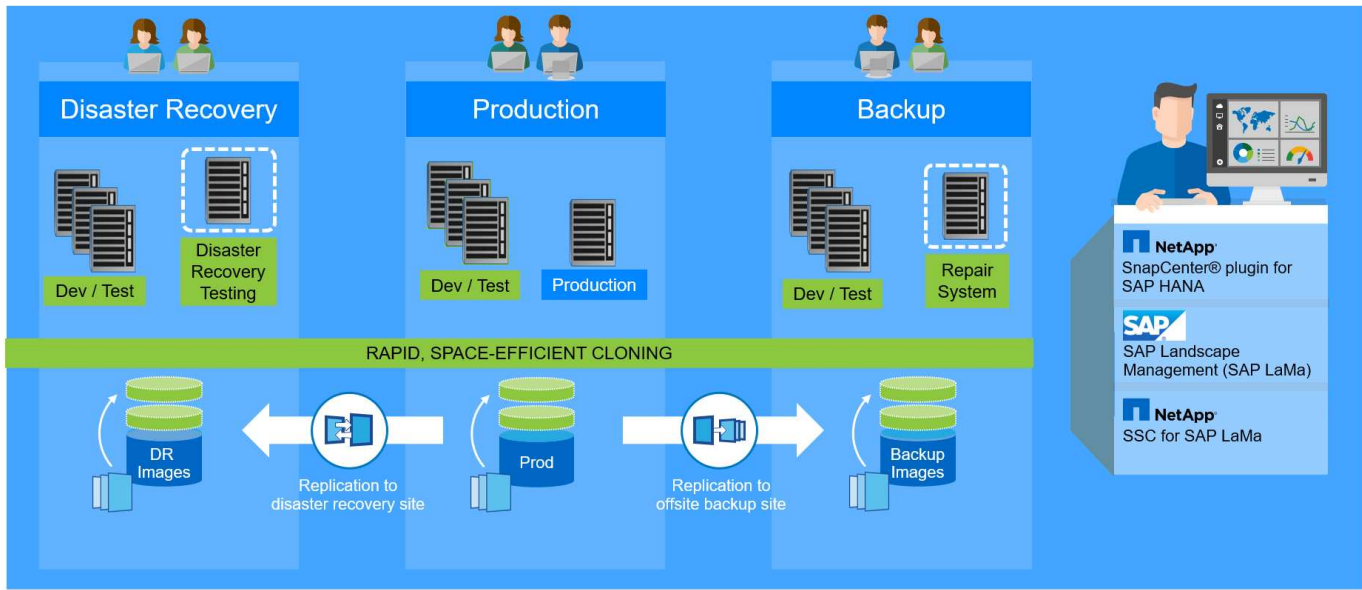 Disaster Recovery
Production
Backup
Dev / Test
Disaster
Recovery
Testing
Dev / Test
Production
Dev / Test
Repair
System
RAPID, SPACE-EFFICIENT CLONING
DR
Images
Replication to
disaster recovery site
Prod
Replication to
offsite backup site
Backup
Images
NetApp
SnapCenter® plugin for
SAP HANA
SAP
SAP Landscape
Management (SAP LaMa)
NetApp
SSC for SAP LaMa